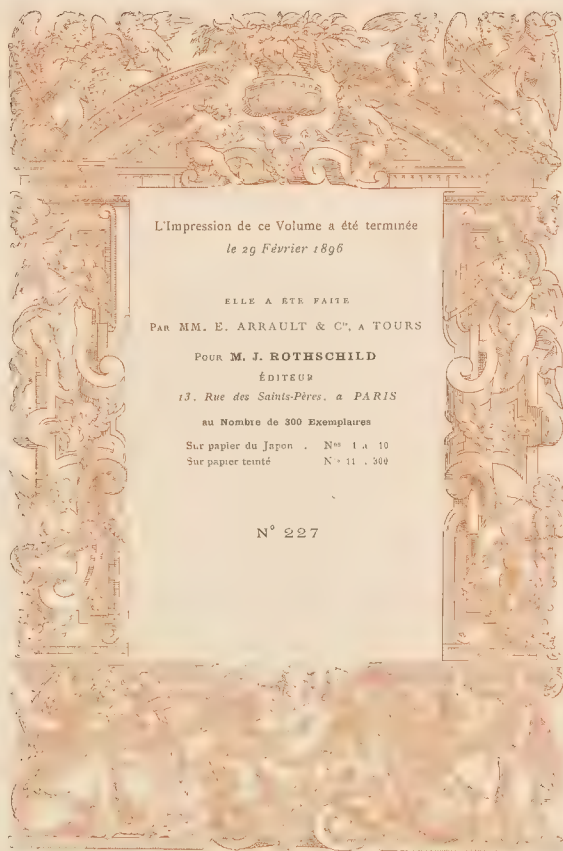 L'Impression de ce Volume a été terminée
le 29 Février 1896
ELLE A ÉTÉ FAITE
PAR MM. E. ARRAULT & Cie, A TOURS
POUR M. J. ROTHSCHILD
ÉDITEUR
13, Rue des Saints-Pères, a PARIS
au Nombre de 300 Exemplaires
Sur papier du Japon . Nos 1 à 10
Sur papier teinté Nos 11 à 300
N° 227